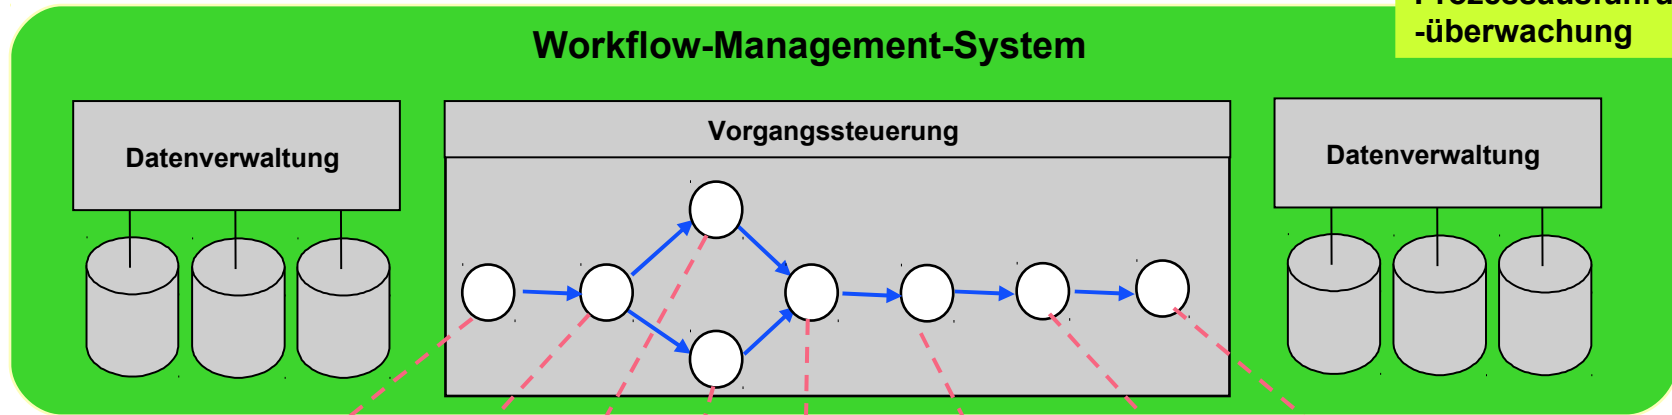 -überwachung
Workflow-Management-System
Datenverwaltung
Vorgangssteuerung
Datenverwaltung